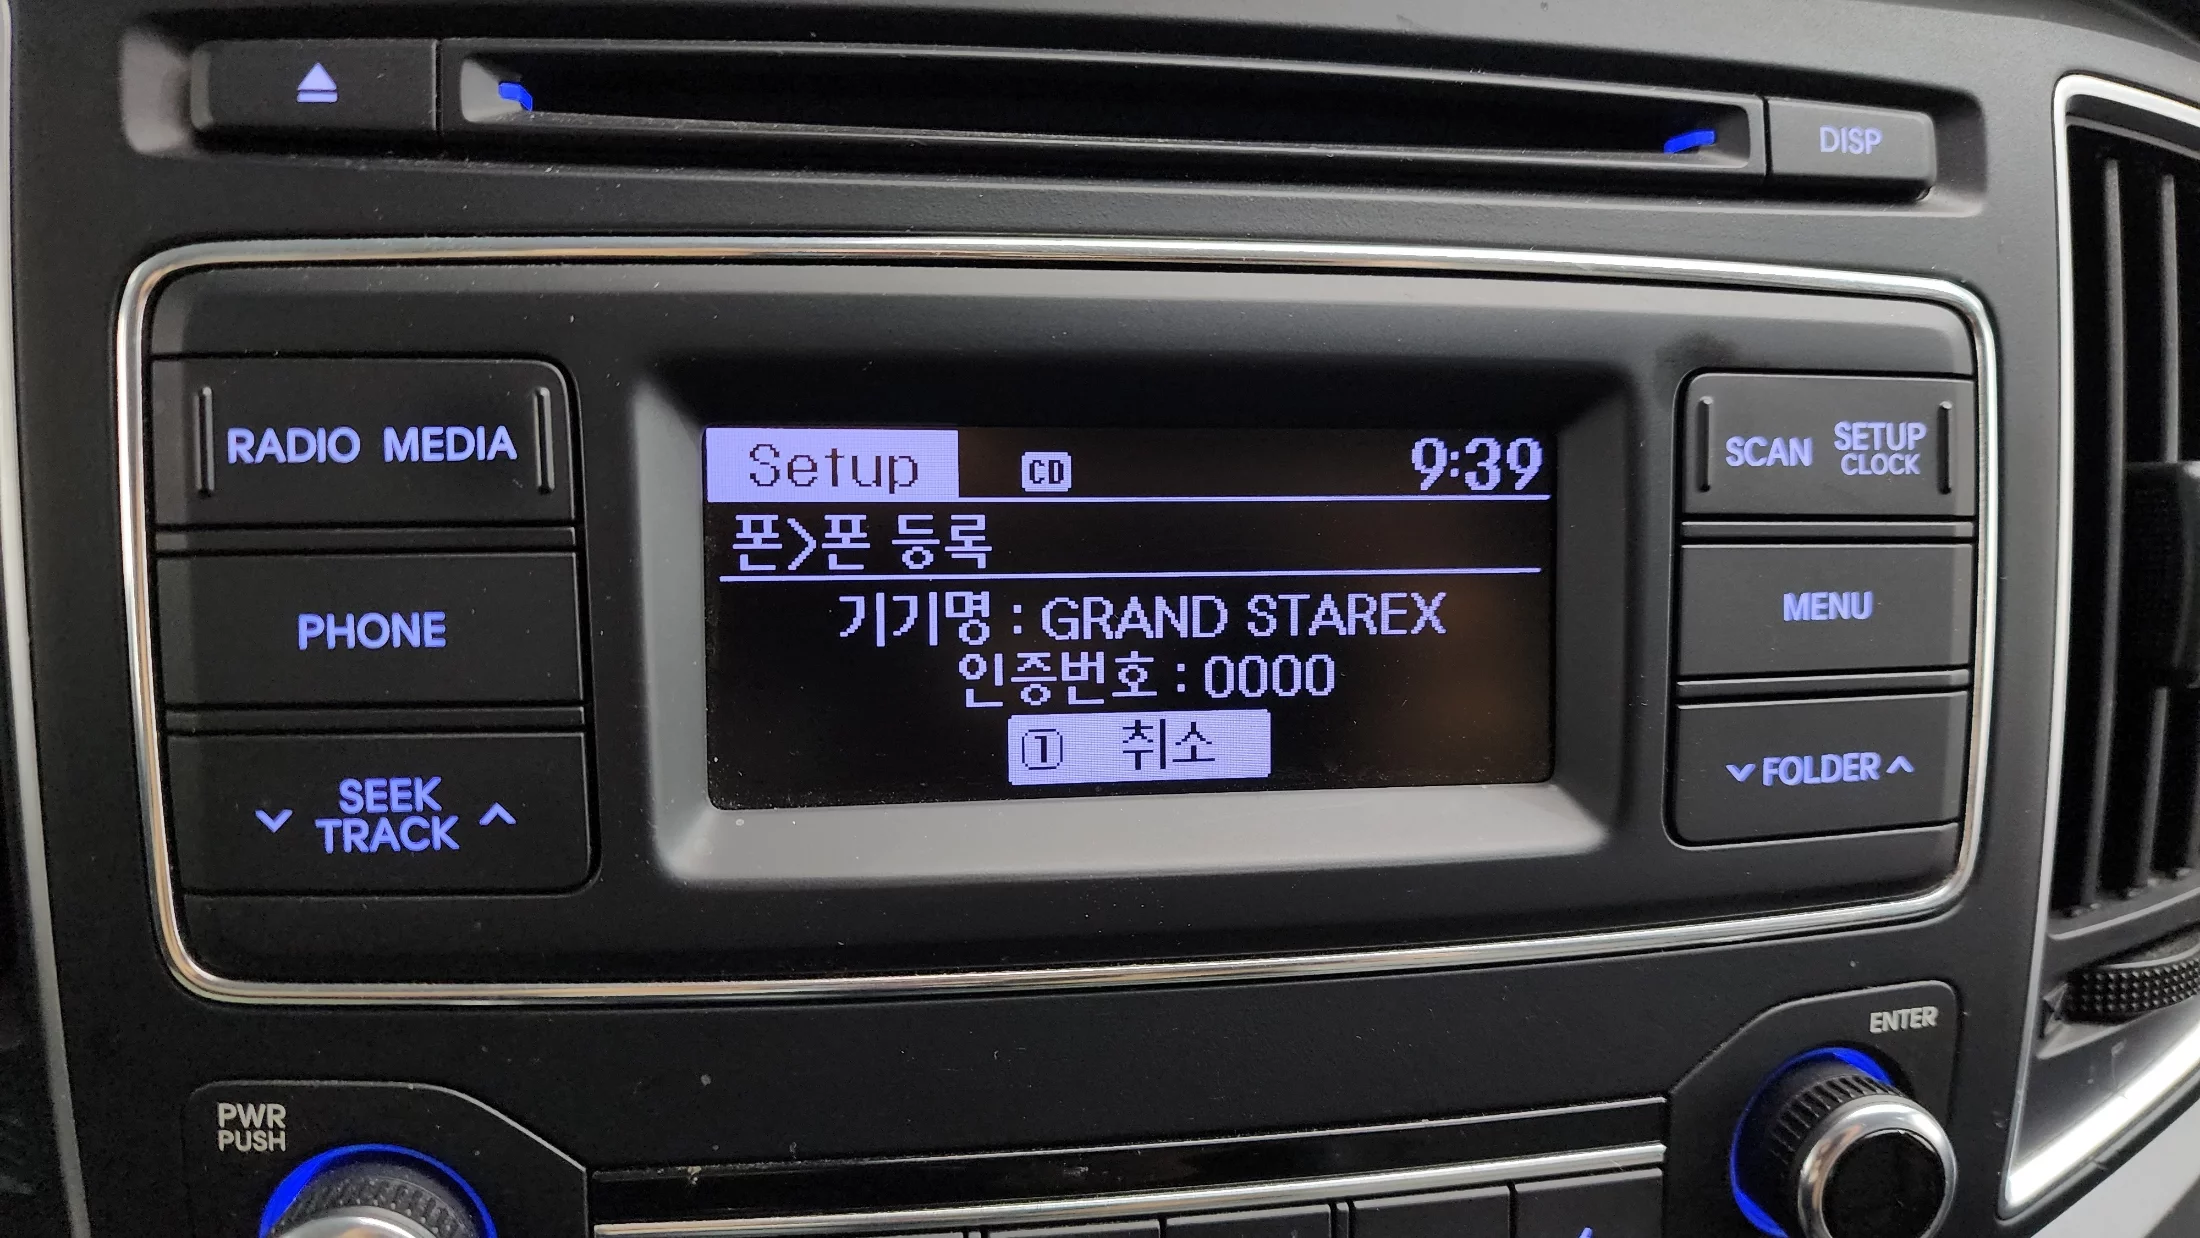 DISP
RADIO MEDIA
PHONE
SEEK
TRACK
Setup CD 9:39
폰>폰 등록
기기명 : GRAND STAREX
인증번호 : 0000
① 취소
SCAN SETUP
CLOCK
MENU
FOLDER
PWR
PUSH
ENTER